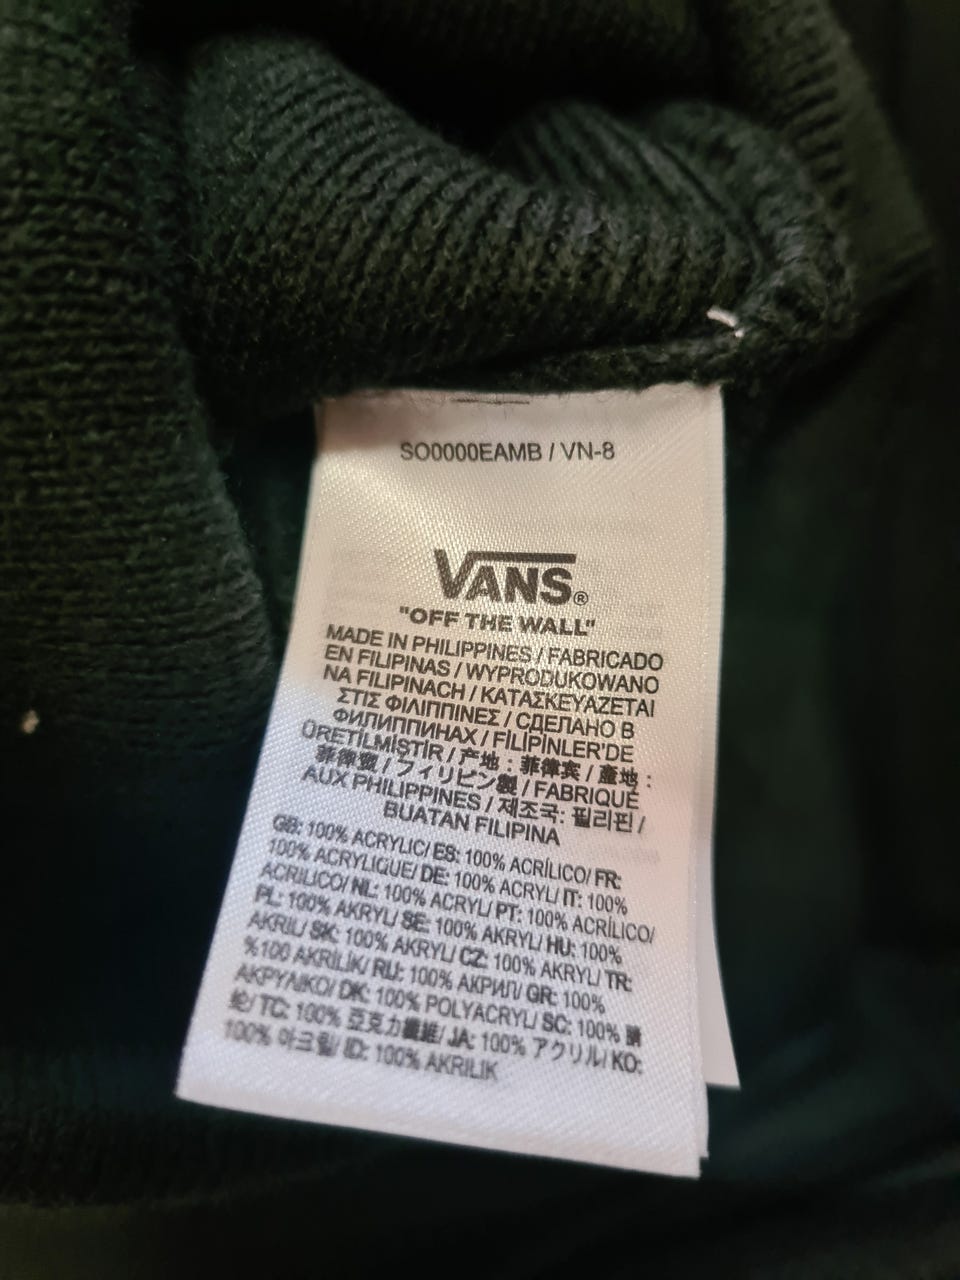 SO0000EAMB / VN-8
VANS®
"OFF THE WALL"
MADE IN PHILIPPINES / FABRICADO
EN FILIPINAS / WYPRODUKOWANO
NA FILIPINACH / ΚΑΤΑΣΚΕΥΑΖΕΤΑΙ
ΣΤΙΣ ΦΙΛΙΠΠΙΝΕΣ / СДЕЛАНО В
ФИЛИППИНАХ / FİLİPİNLER'DE
ÜRETİLMİŞTİR / 产地 : 菲律宾 / 產地 :
菲律賓 / フィリピン製 / FABRIQUÉ
AUX PHILIPPINES / 제조국: 필리핀 /
BUATAN FILIPINA
GB: 100% ACRYLIC/ ES: 100% ACRÍLICO/ FR:
100% ACRYLIQUE/ DE: 100% ACRYL/ IT: 100%
ACRILICO/ NL: 100% ACRYL/ PT: 100% ACRÍLICO/
PL: 100% AKRYL/ SE: 100% AKRYL/ HU: 100%
AKRIL/ SK: 100% AKRYL/ CZ: 100% AKRYL/ TR:
%100 AKRİLİK/ RU: 100% АКРИЛ/ GR: 100%
ΑΚΡΥΛΙΚΟ/ DK: 100% POLYACRYL/ SC: 100% 腈
纶/ TC: 100% 亞克力纖維/ JA: 100% アクリル/ KO:
100% 아크릴/ ID: 100% AKRILIK